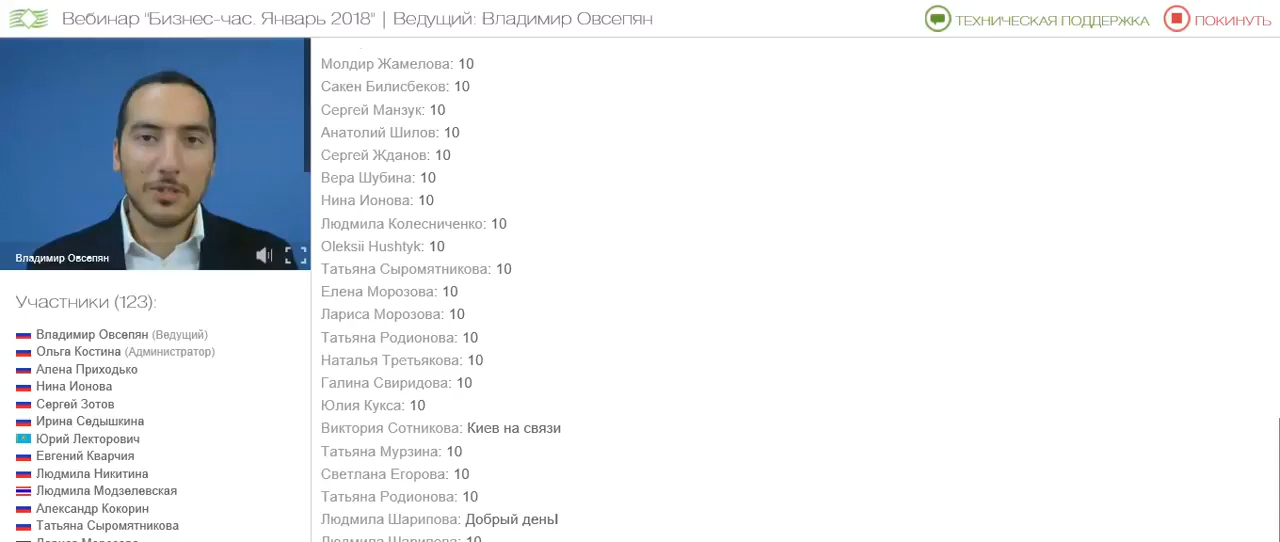 Вебинар "Бизнес-час. Январь 2018" | Ведущий: Владимир Овсепян
ТЕХНИЧЕСКАЯ ПОДДЕРЖКА
ПОКИНУТЬ
Владимир Овсепян
Участники (123):
Владимир Овсепян (Ведущий)
Ольга Костина (Администратор)
Алена Приходько
Нина Ионова
Сергей Зотов
Ирина Седышкина
Юрий Лекторович
Евгений Кварчия
Людмила Никитина
Людмила Модзелевская
Александр Кокорин
Татьяна Сыромятникова
Молдир Жамелова: 10
Сакен Билисбеков: 10
Сергей Манзук: 10
Анатолий Шилов: 10
Сергей Жданов: 10
Вера Шубина: 10
Нина Ионова: 10
Людмила Колесниченко: 10
Oleksii Hushtyk: 10
Татьяна Сыромятникова: 10
Елена Морозова: 10
Лариса Морозова: 10
Татьяна Родионова: 10
Наталья Третьякова: 10
Галина Свиридова: 10
Юлия Кукса: 10
Виктория Сотникова: Киев на связи
Татьяна Мурзина: 10
Светлана Егорова: 10
Татьяна Родионова: 10
Людмила Шарипова: Добрый день!
Людмила Шарипова: 10